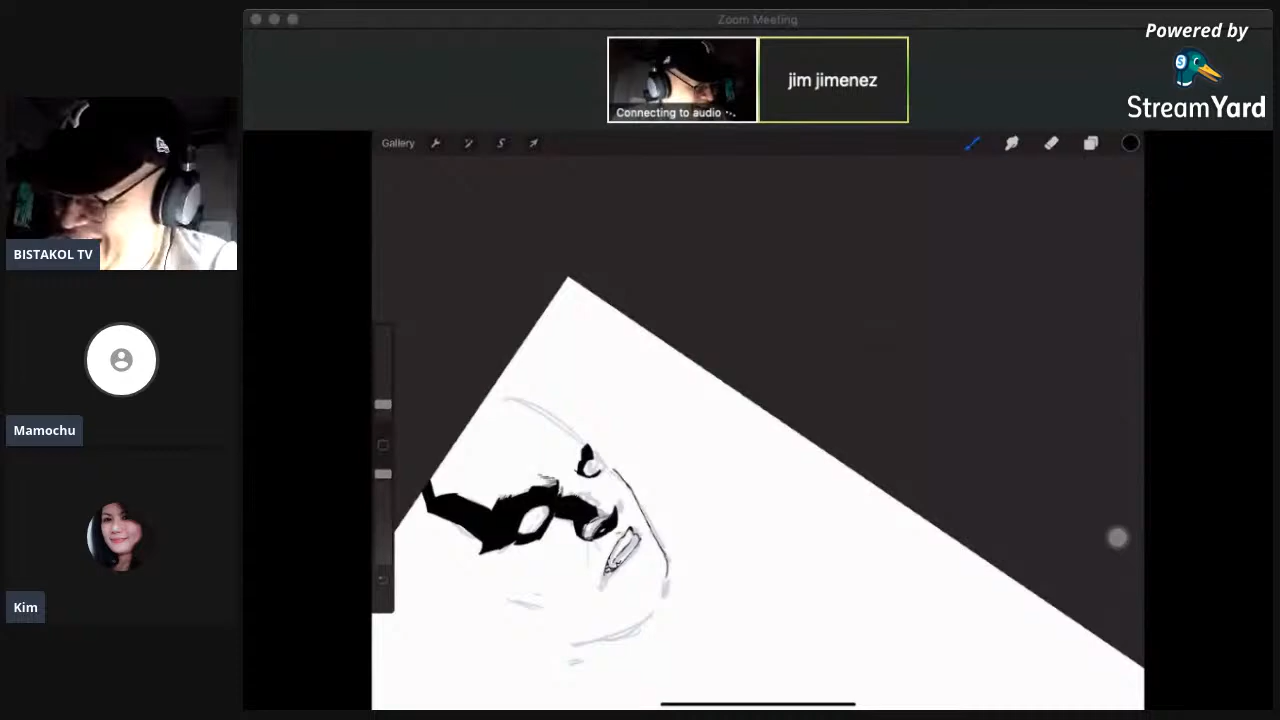 Zoom Meeting
Powered by
StreamYard
Connecting to audio ...
jim jimenez
Gallery
BISTAKOL TV
Mamochu
Kim